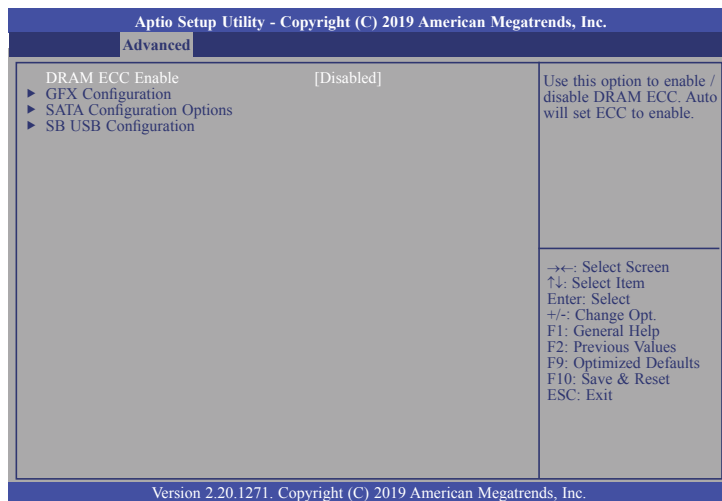 Aptio Setup Utility - Copyright (C) 2019 American Megatrends, Inc.
Advanced
DRAM ECC Enable [Disabled]
► GFX Configuration
► SATA Configuration Options
► SB USB Configuration
Use this option to enable /
disable DRAM ECC. Auto
will set ECC to enable.
→←: Select Screen
↑↓: Select Item
Enter: Select
+/-: Change Opt.
F1: General Help
F2: Previous Values
F9: Optimized Defaults
F10: Save & Reset
ESC: Exit
Version 2.20.1271. Copyright (C) 2019 American Megatrends, Inc.